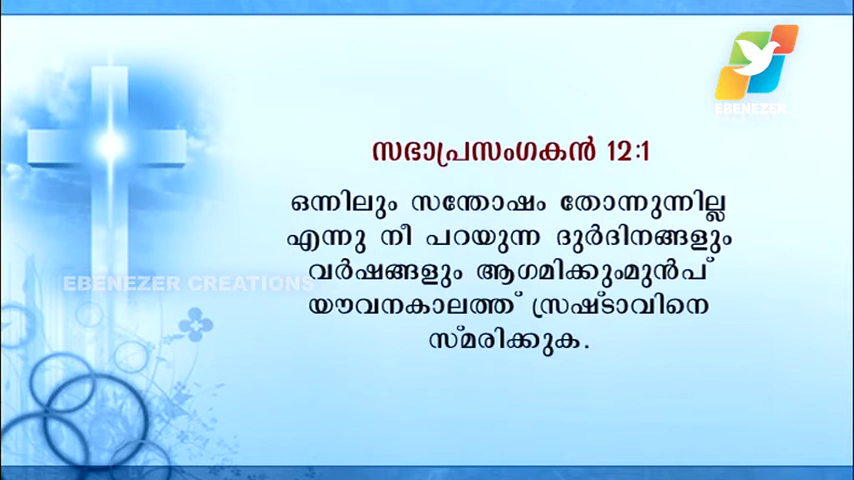 EBENEZER
സഭാപ്രസംഗകൻ 12:1
ഒന്നിലും സന്തോഷം തോന്നുന്നില്ല
എന്നു നീ പറയുന്ന ദുർദിനങ്ങളും
വർഷങ്ങളും ആഗമിക്കുംമുൻപ്
EBENEZER CREATIONS
യൗവനകാലത്ത് സ്രഷ്ടാവിനെ
സ്മരിക്കുക.